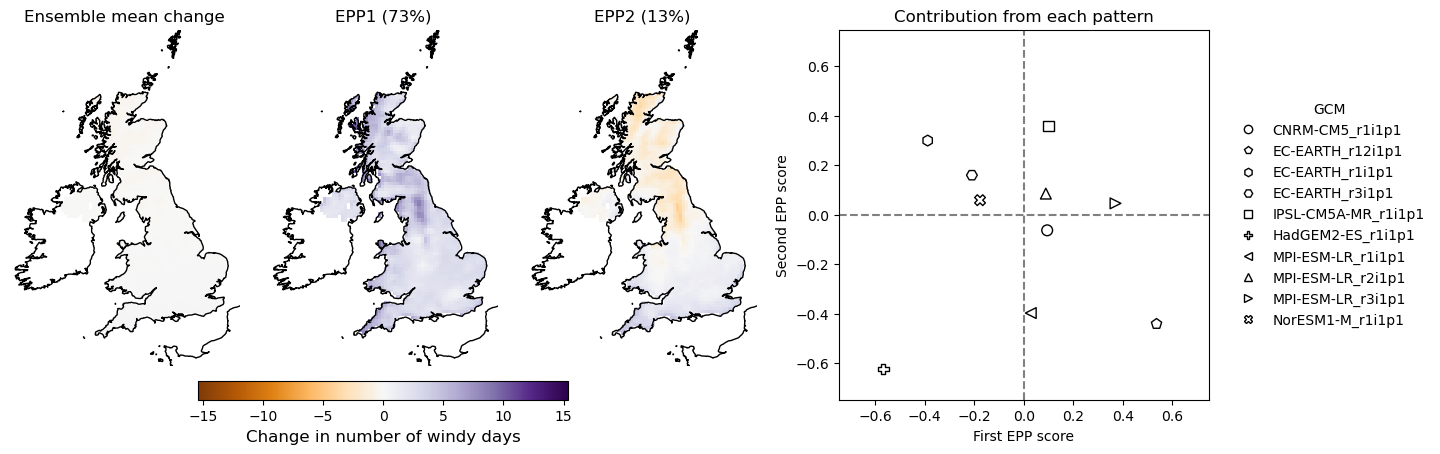 Ensemble mean change
EPP1 (73%)
EPP2 (13%)
Contribution from each pattern
−15
−10
−5
0
5
10
15
Change in number of windy days
0.6
0.4
0.2
0.0
−0.2
−0.4
−0.6
Second EPP score
−0.6
−0.4
−0.2
0.0
0.2
0.4
0.6
First EPP score
GCM
CNRM-CM5_r1i1p1
EC-EARTH_r12i1p1
EC-EARTH_r1i1p1
EC-EARTH_r3i1p1
IPSL-CM5A-MR_r1i1p1
HadGEM2-ES_r1i1p1
MPI-ESM-LR_r1i1p1
MPI-ESM-LR_r2i1p1
MPI-ESM-LR_r3i1p1
NorESM1-M_r1i1p1